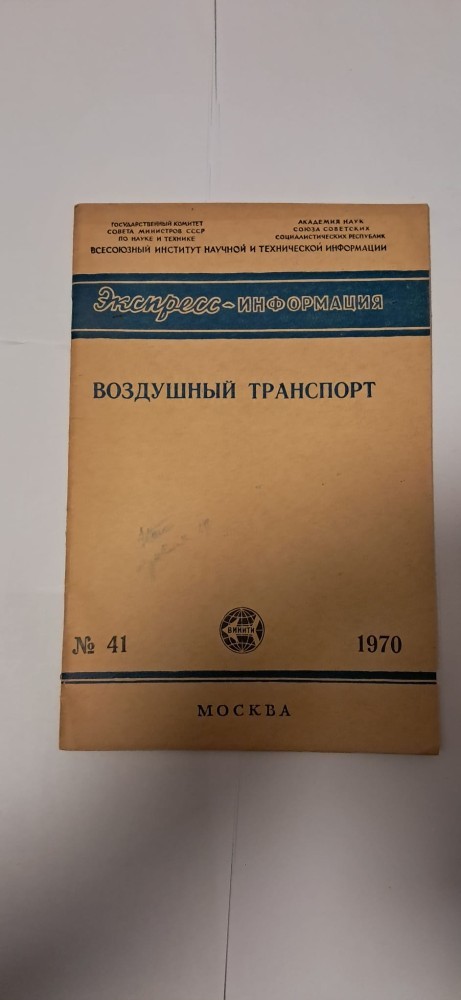 ГОСУДАРСТВЕННЫЙ КОМИТЕТ
СОВЕТА МИНИСТРОВ СССР
ПО НАУКЕ И ТЕХНИКЕ
АКАДЕМИЯ НАУК
СОЮЗА СОВЕТСКИХ
СОЦИАЛИСТИЧЕСКИХ РЕСПУБЛИК
ВСЕСОЮЗНЫЙ ИНСТИТУТ НАУЧНОЙ И ТЕХНИЧЕСКОЙ ИНФОРМАЦИИ
Экспресс-ИНФОРМАЦИЯ
ВОЗДУШНЫЙ ТРАНСПОРТ
ВИНИТИ
№ 41
1970
МОСКВА